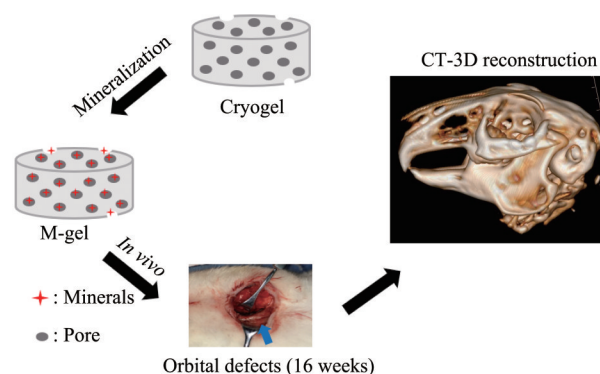 Mineralization
Cryogel
CT-3D reconstruction
M-gel
In vivo
: Minerals
: Pore
Orbital defects (16 weeks)